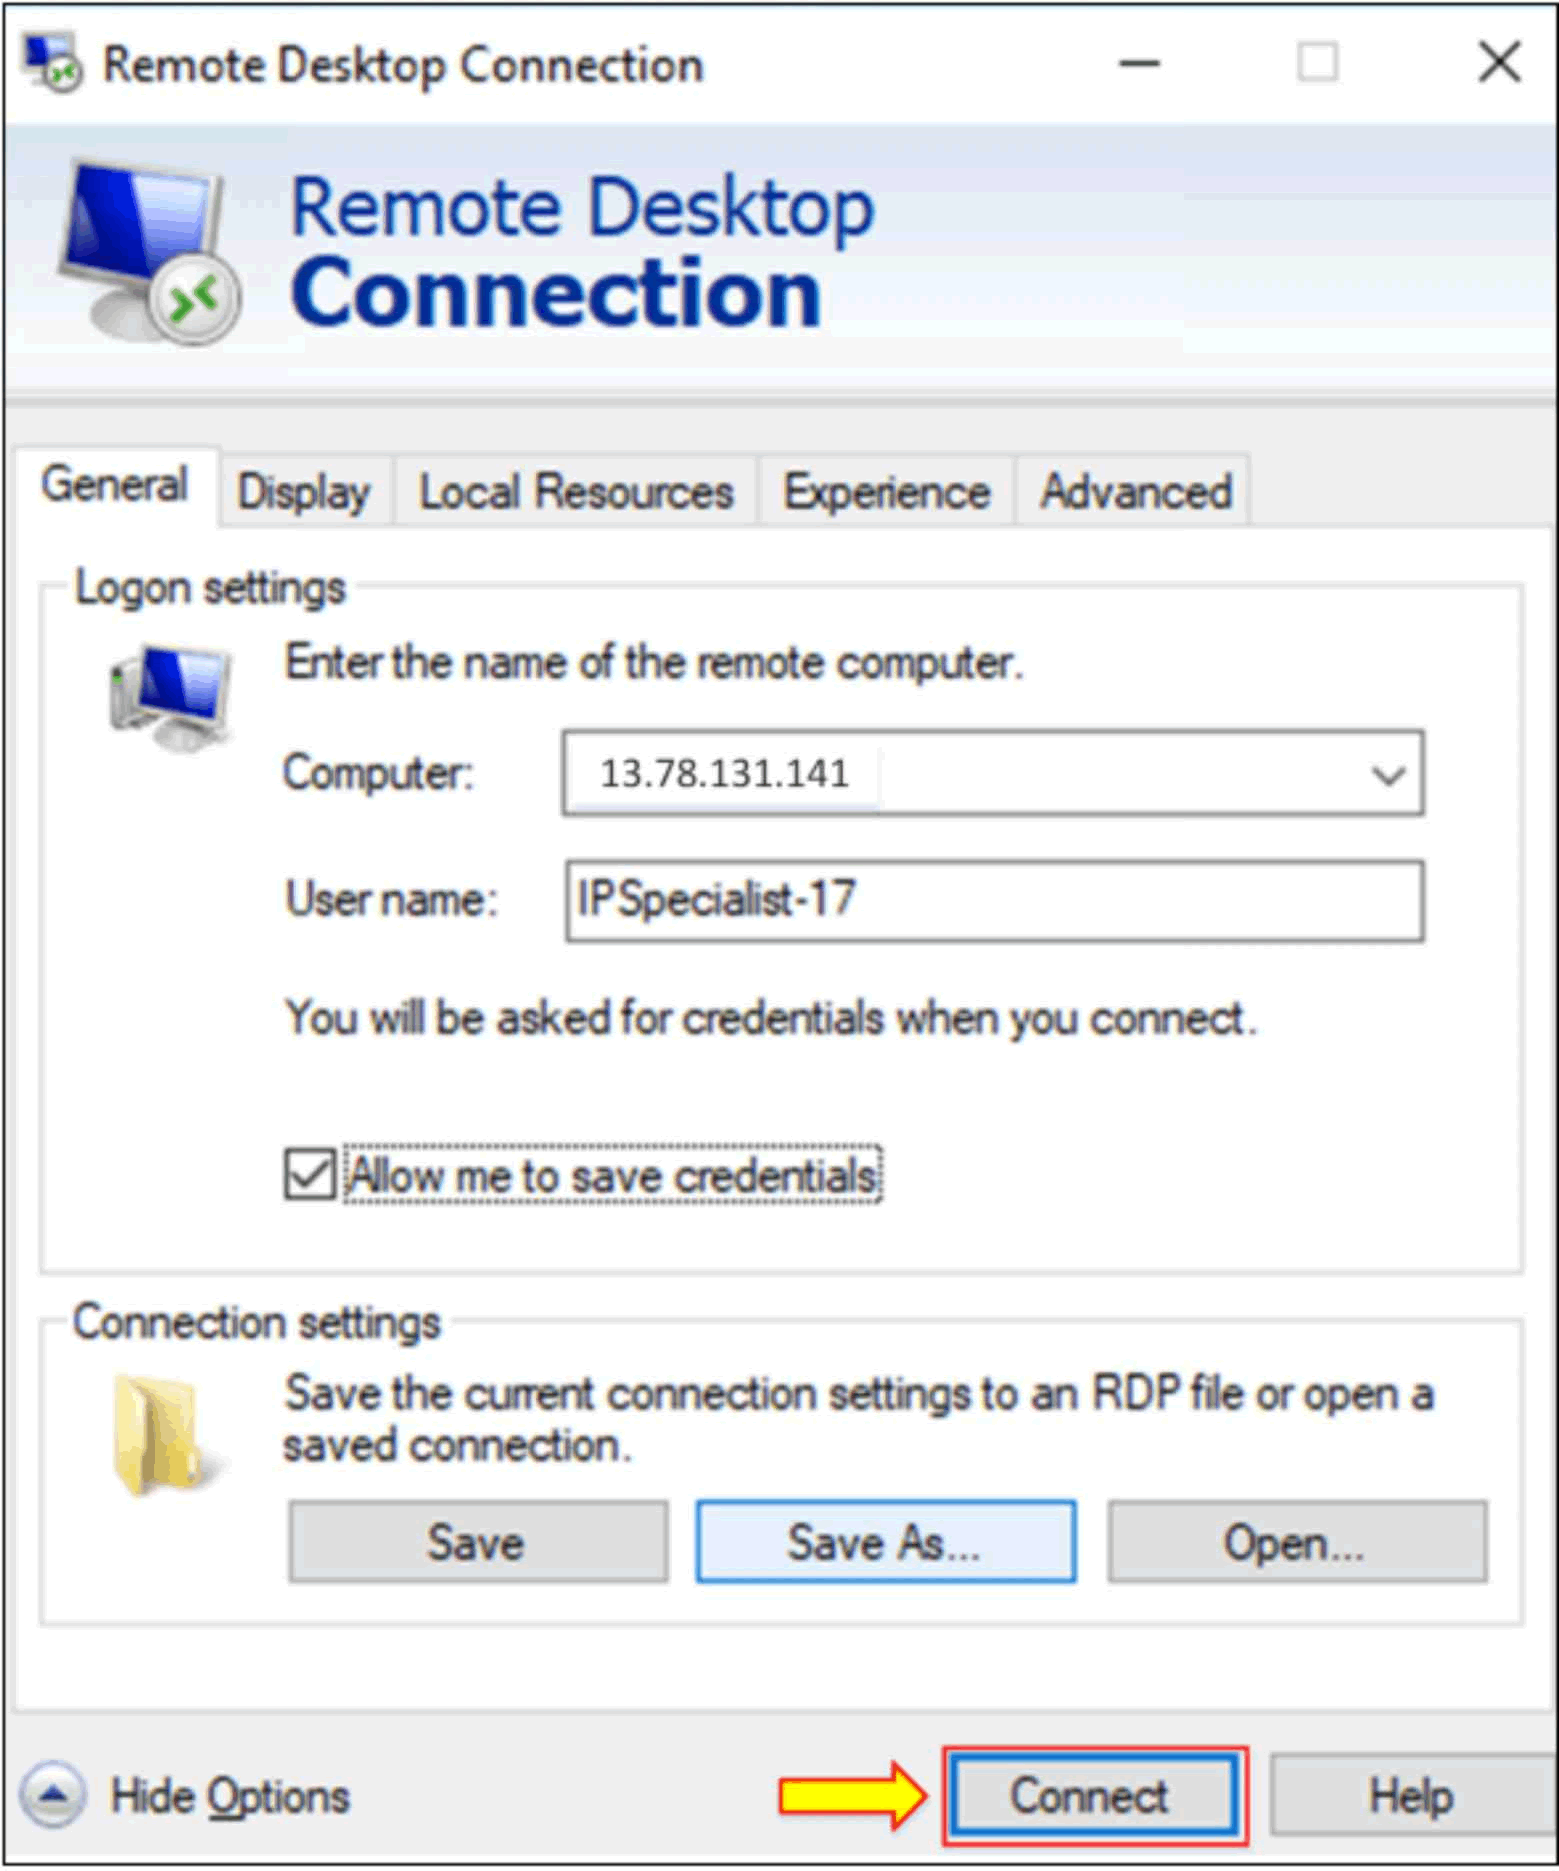 Remote Desktop Connection
Remote Desktop
Connection
General Display Local Resources Experience Advanced
Logon settings
Enter the name of the remote computer.
Computer: 13.78.131.141
User name: IPSpecialist-17
You will be asked for credentials when you connect.
Allow me to save credentials
Connection settings
Save the current connection settings to an RDP file or open a
saved connection.
Save Save As... Open...
Hide Options Connect Help